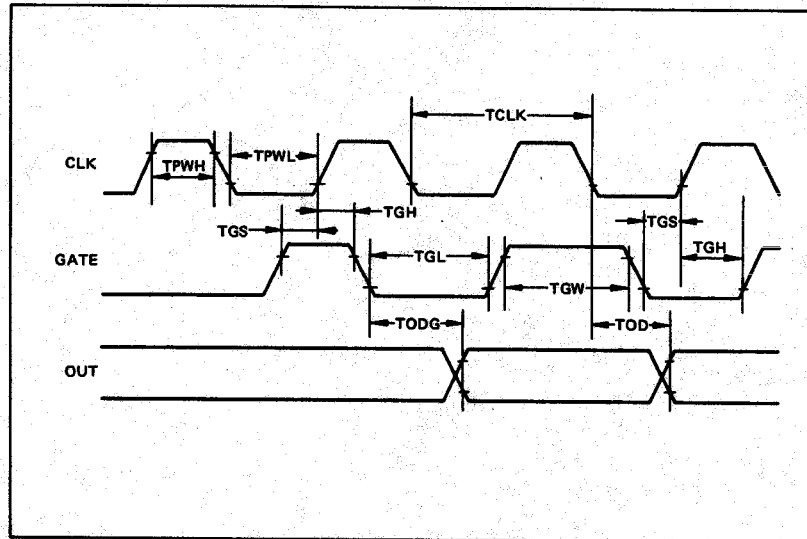 TCLK
CLK
TPWH
TPWL
TGS
TGH
TGS
TGH
GATE
TGL
TGW
TODG
TOD
OUT